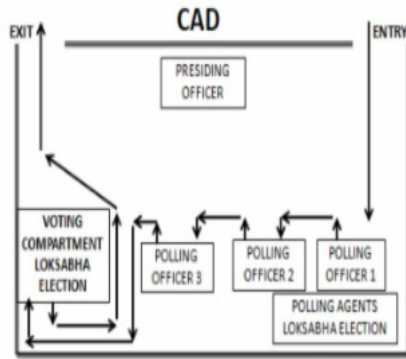 CAD
EXIT
ENTRY
PRESIDING
OFFICER
VOTING
COMPARTMENT
LOKSABHA
ELECTION
POLLING
OFFICER 3
POLLING
OFFICER 2
POLLING
OFFICER 1
POLLING AGENTS
LOKSABHA ELECTION